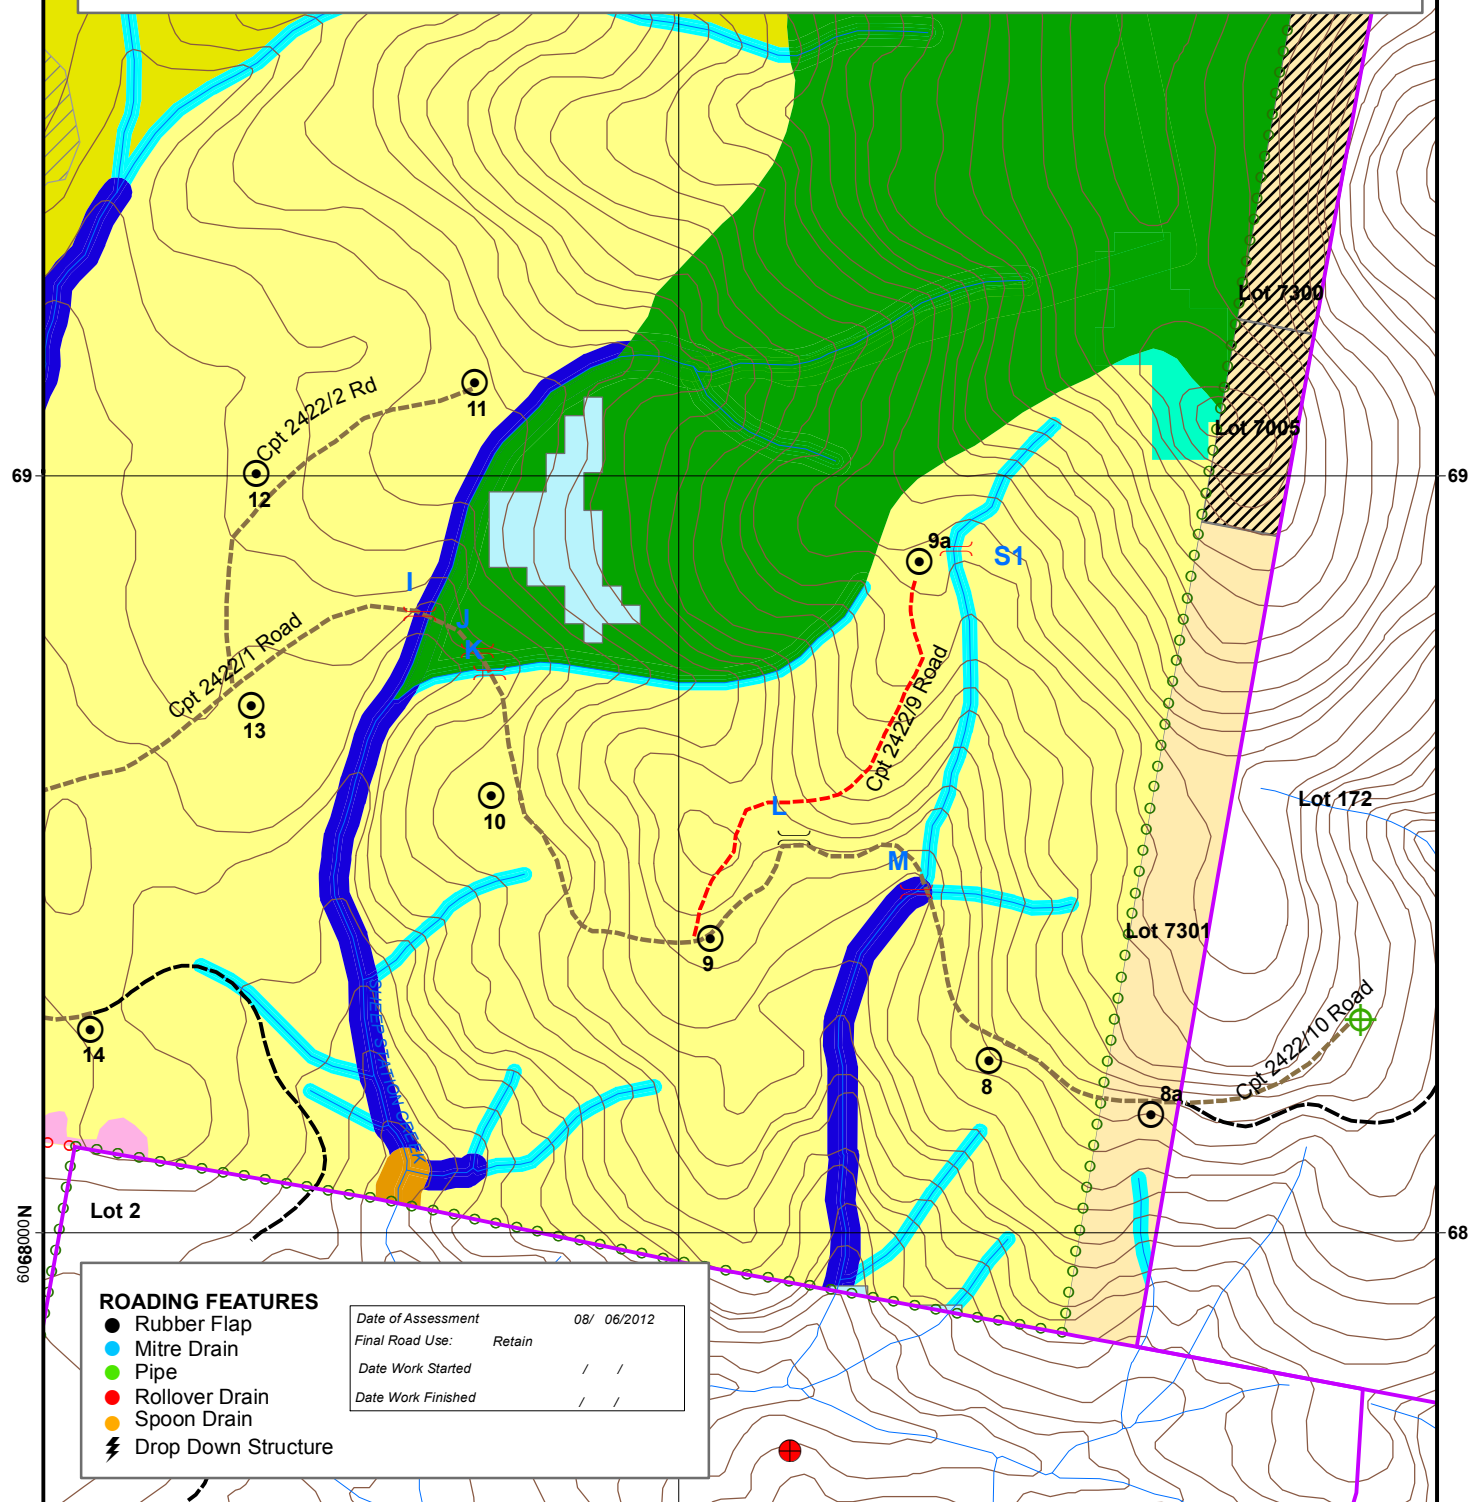 Lot 7300
Cpt 2422/2 Rd
11
Lot 7005
12
69
69
9a
S1
I
J
K
Cpt 2422/1 Road
Cpt 2422/9 Road
13
10
L
Lot 172
M
Lot 7301
9
SHEEPSTATION CREEK
14
8
8a
Cpt 2422/10 Road
Lot 2
6068000N
68
ROADING FEATURES
Rubber Flap
Mitre Drain
Pipe
Rollover Drain
Spoon Drain
Drop Down Structure
Date of Assessment 08/ 06/2012
Final Road Use: Retain
Date Work Started / /
Date Work Finished / /